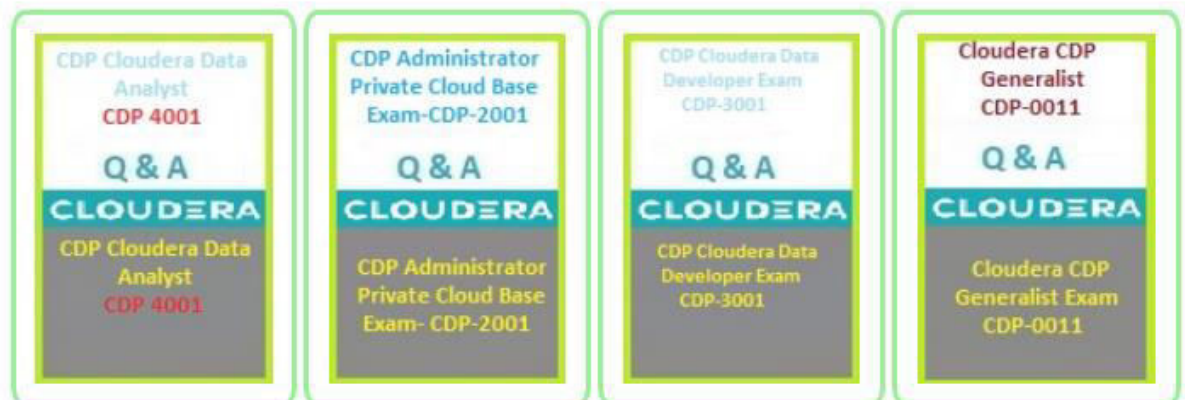 CDP Cloudera Data
Analyst
CDP 4001
Q & A
CLOUDERA
CDP Cloudera Data
Analyst
CDP 4001
CDP Administrator
Private Cloud Base
Exam-CDP-2001
Q & A
CLOUDERA
CDP Administrator
Private Cloud Base
Exam- CDP-2001
CDP Cloudera Data
Developer Exam
CDP-3001
Q & A
CLOUDERA
CDP Cloudera Data
Developer Exam
CDP-3001
Cloudera CDP
Generalist
CDP-0011
Q & A
CLOUDERA
Cloudera CDP
Generalist Exam
CDP-0011